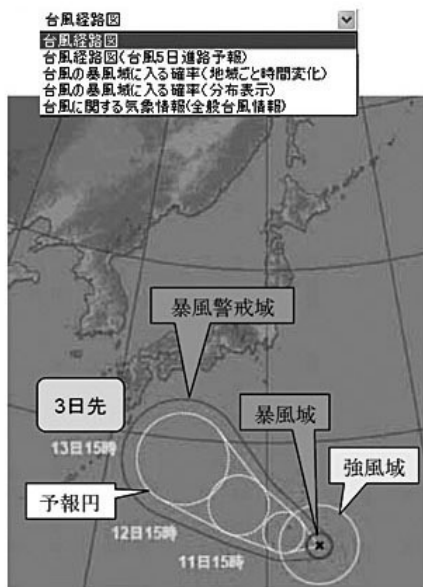 台風経路図
台風経路図
台風経路図(台風5日進路予報)
台風の暴風域に入る確率(地域ごと時間変化)
台風の暴風域に入る確率(分布表示)
台風に関する気象情報(全般台風情報)
暴風警戒域
3日先
暴風域
13日15時
強風域
予報円
12日15時
11日15時